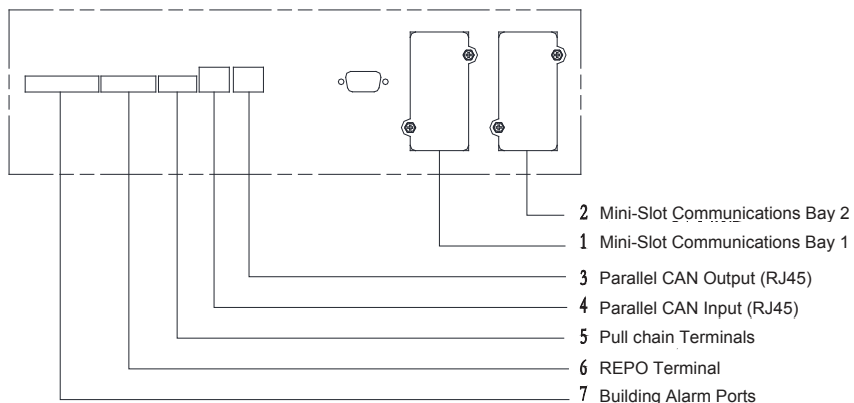 2 Mini-Slot Communications Bay 2
1 Mini-Slot Communications Bay 1
3 Parallel CAN Output (RJ45)
4 Parallel CAN Input (RJ45)
5 Pull chain Terminals
6 REPO Terminal
7 Building Alarm Ports